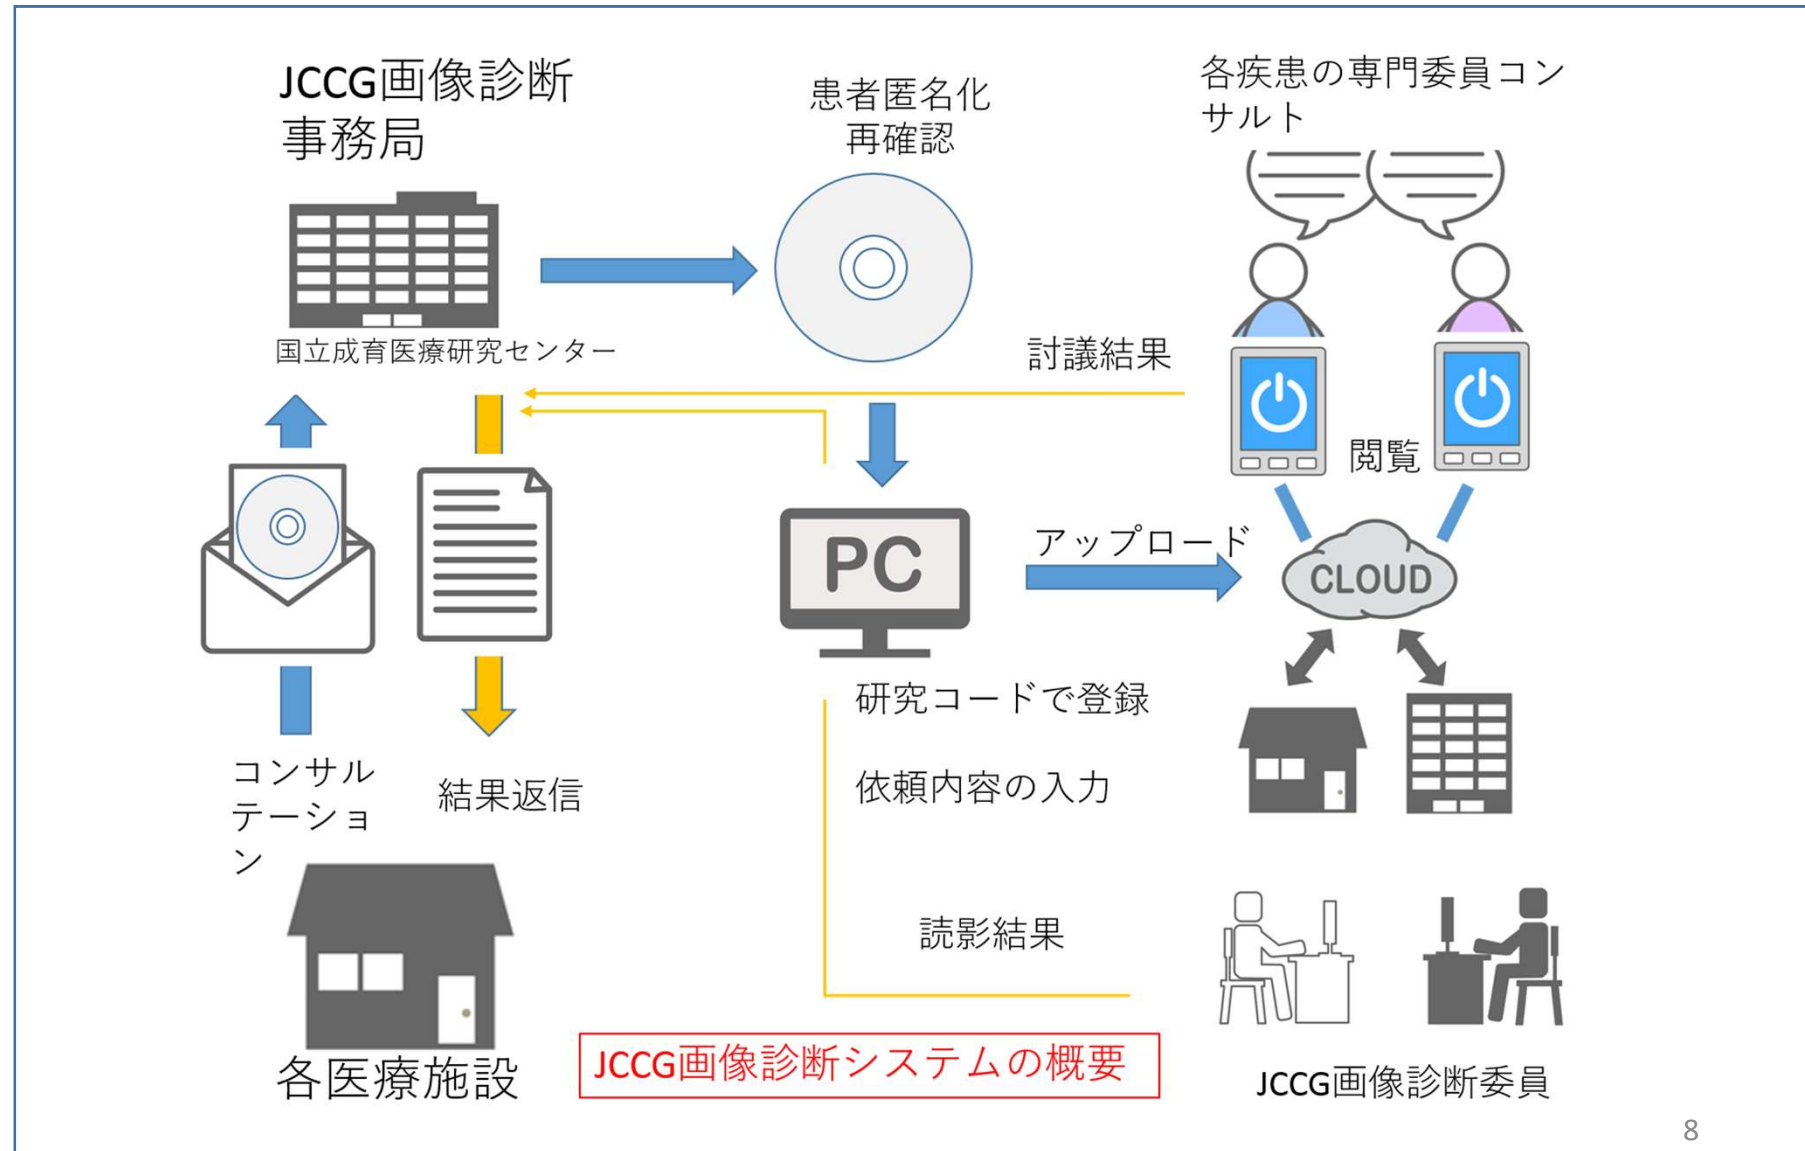 JCCG画像診断
事務局
国立成育医療研究センター
患者匿名化
再確認
各疾患の専門委員コン
サルト
討議結果
閲覧
アップロード
PC
CLOUD
研究コードで登録
依頼内容の入力
コンサル
テーショ
ン
結果返信
読影結果
各医療施設
JCCG画像診断システムの概要
JCCG画像診断委員
8